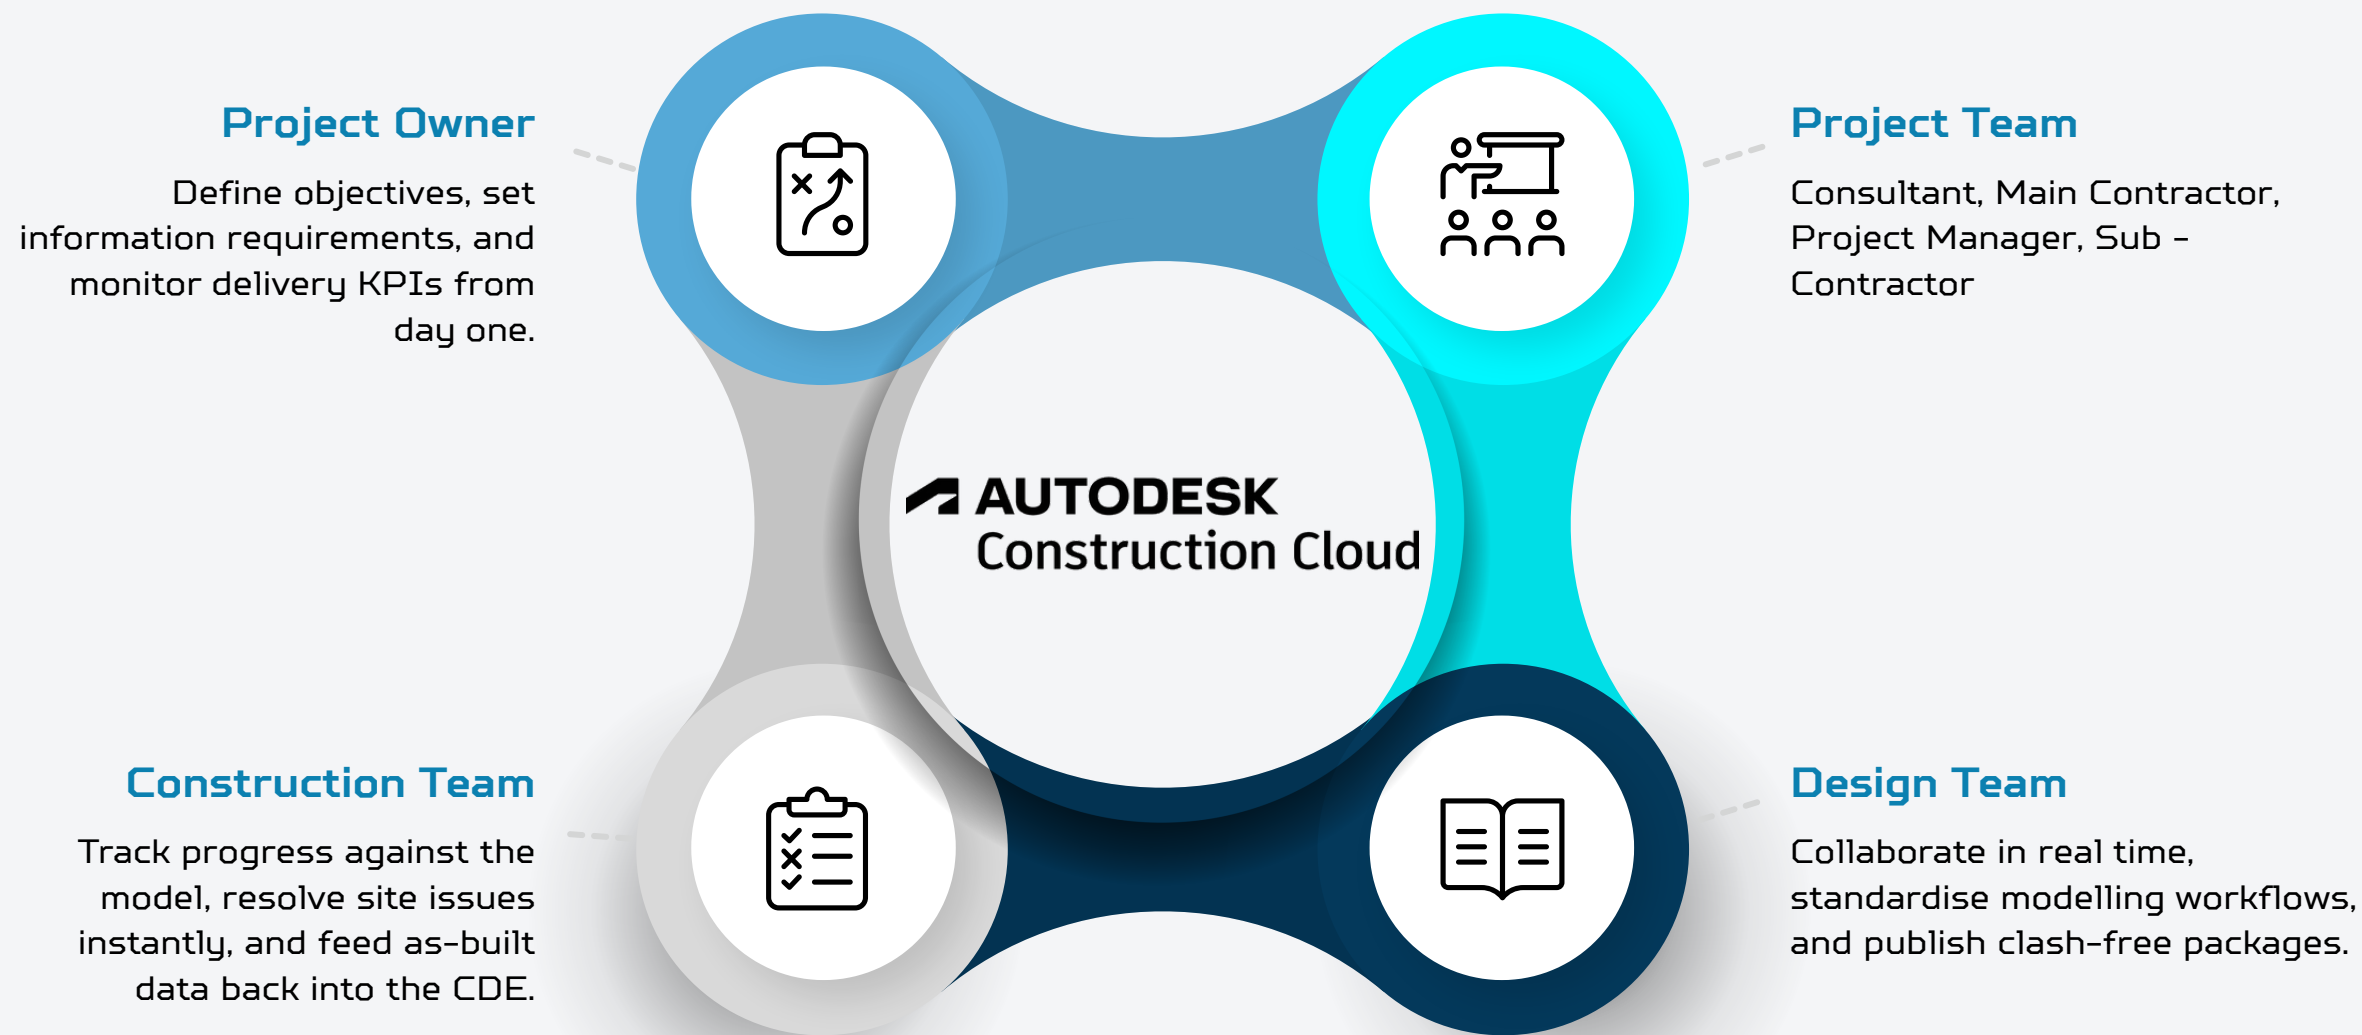 Project Owner
Define objectives, set
information requirements, and
monitor delivery KPIs from
day one.
Project Team
Consultant, Main Contractor,
Project Manager, Sub -
Contractor
AUTODESK
Construction Cloud
Construction Team
Track progress against the
model, resolve site issues
instantly, and feed as-built
data back into the CDE.
Design Team
Collaborate in real time,
standardise modelling workflows,
and publish clash-free packages.